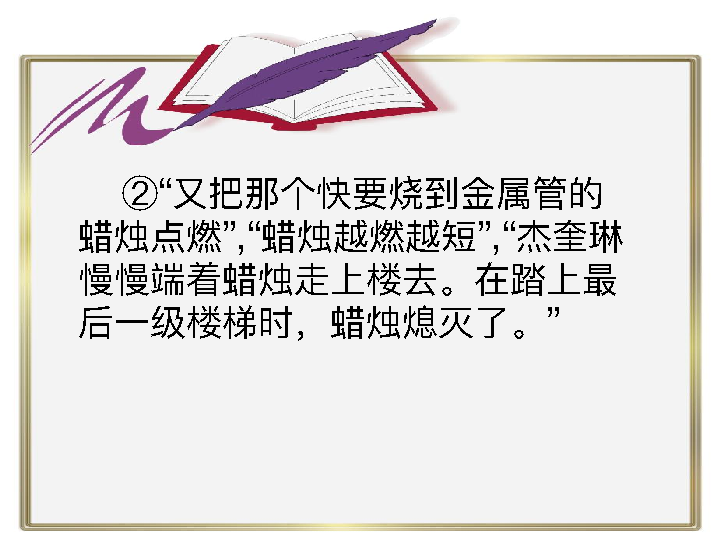 ②“又把那个快要烧到金属管的
蜡烛点燃”, “蜡烛越燃越短”, “杰奎琳
慢慢端着蜡烛走上楼去。在踏上最
后一级楼梯时，蜡烛熄灭了。”